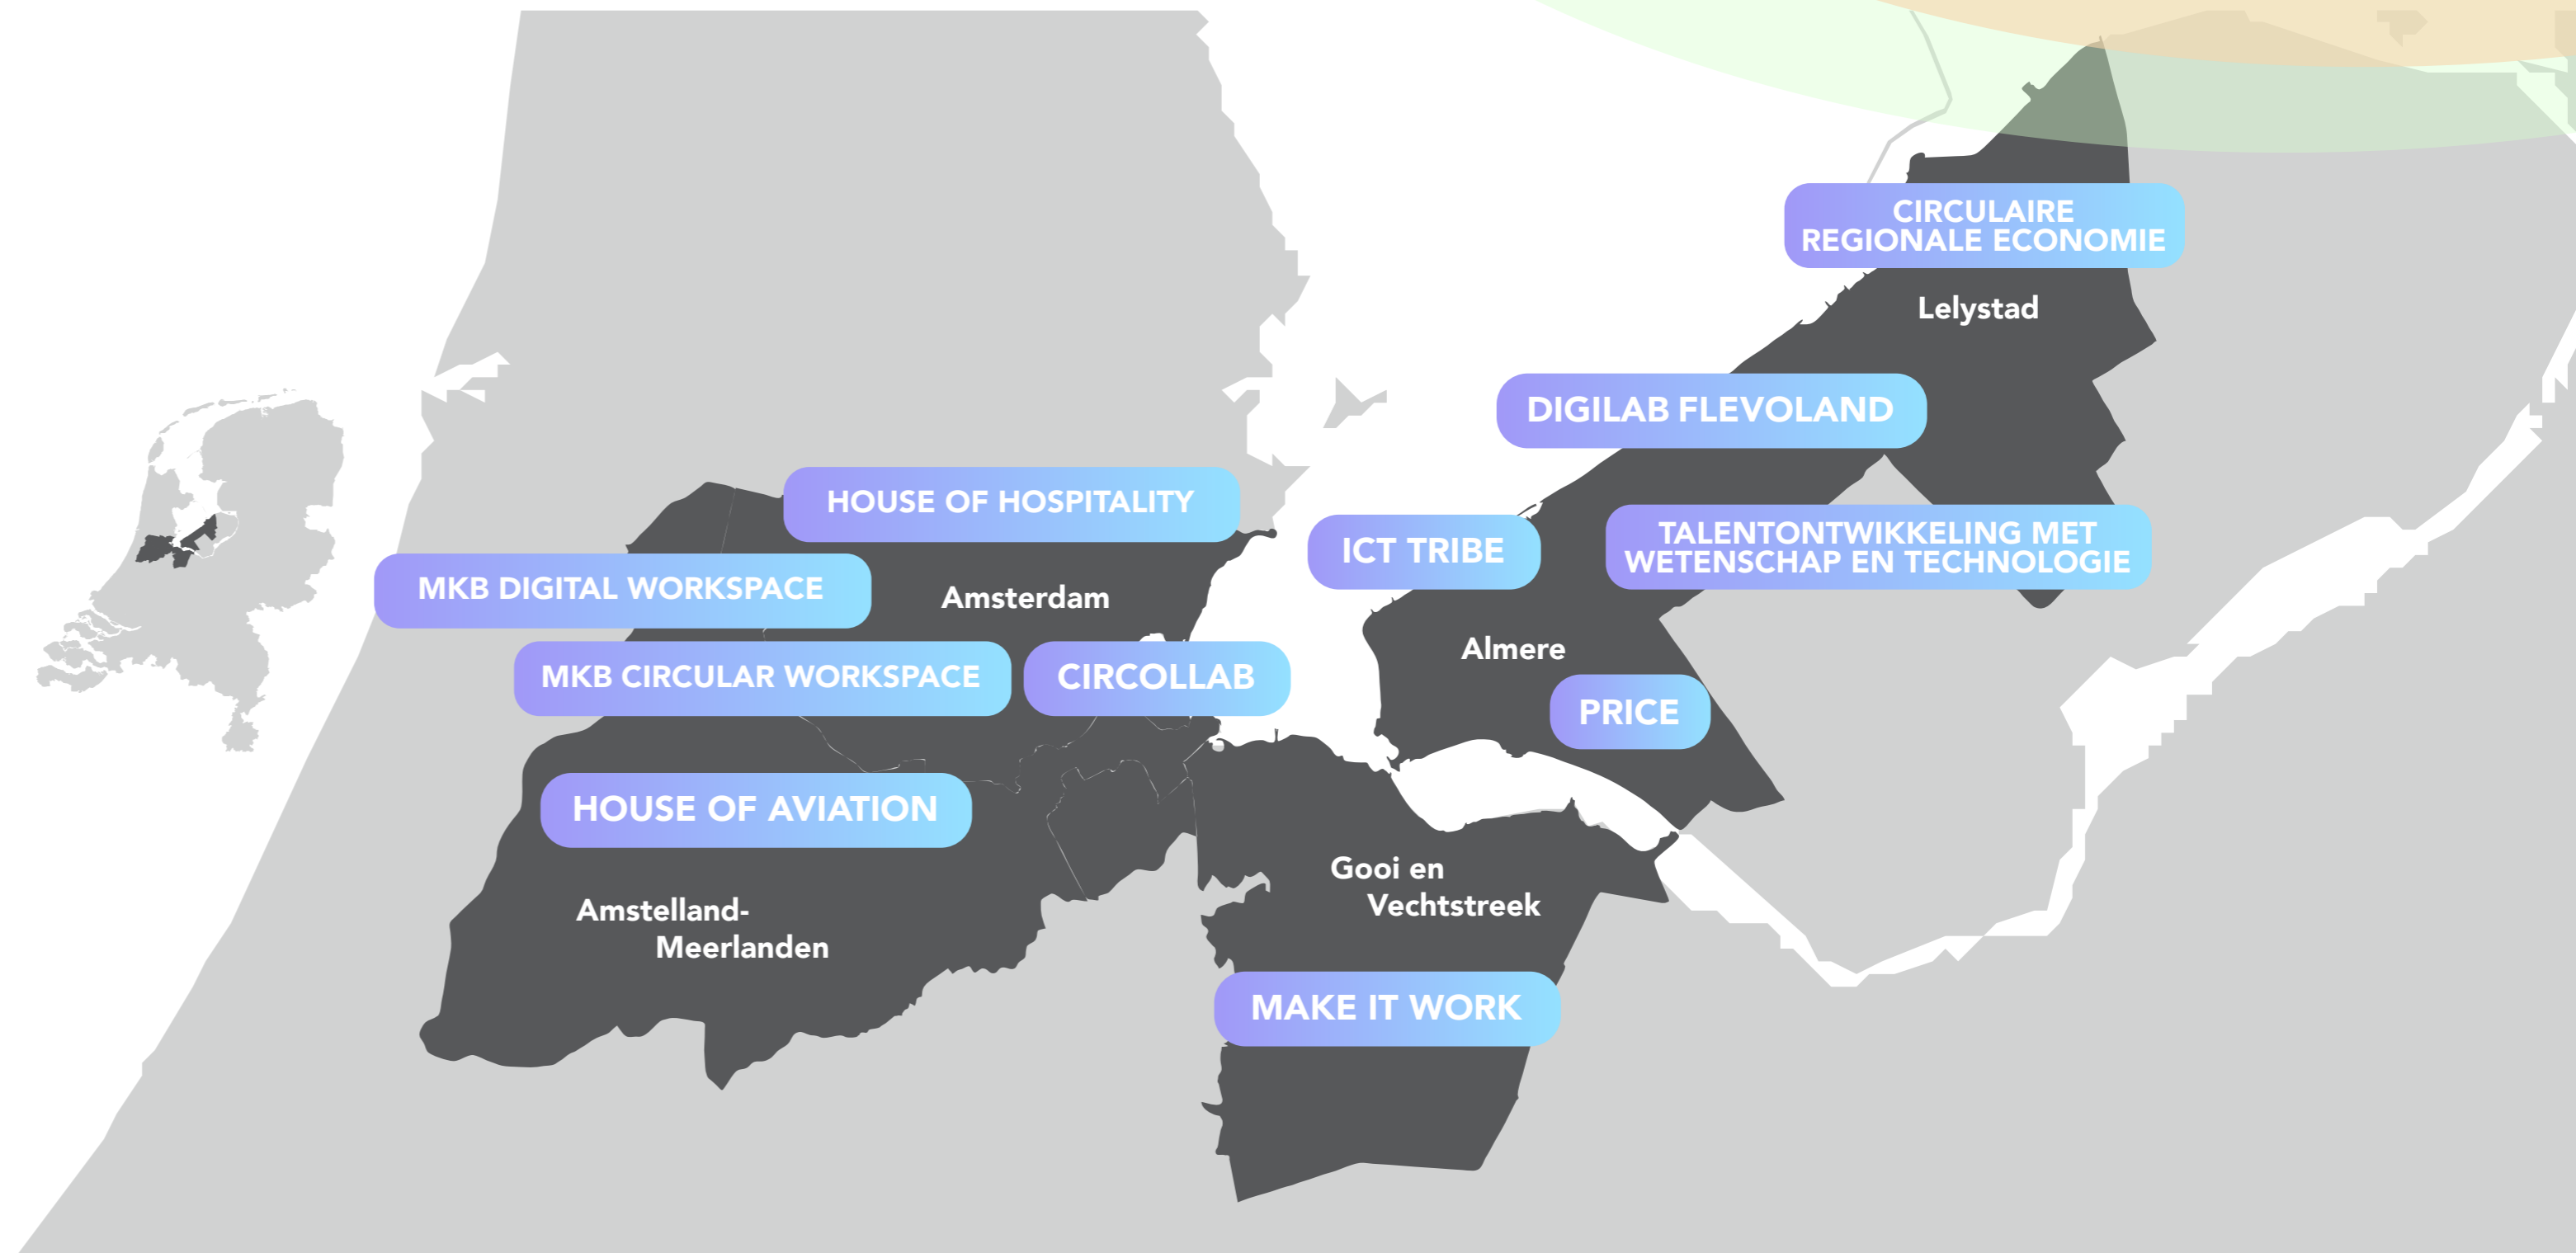 CIRCULAIRE
REGIONALE ECONOMIE
Lelystad
DIGILAB FLEVOLAND
HOUSE OF HOSPITALITY
ICT TRIBE
TALENTONTWIKKELING MET
WETENSCHAP EN TECHNOLOGIE
MKB DIGITAL WORKSPACE
Amsterdam
Almere
MKB CIRCULAR WORKSPACE
CIRCOLLAB
PRICE
HOUSE OF AVIATION
Gooi en
Vechtstreek
Amstelland-
Meerlanden
MAKE IT WORK